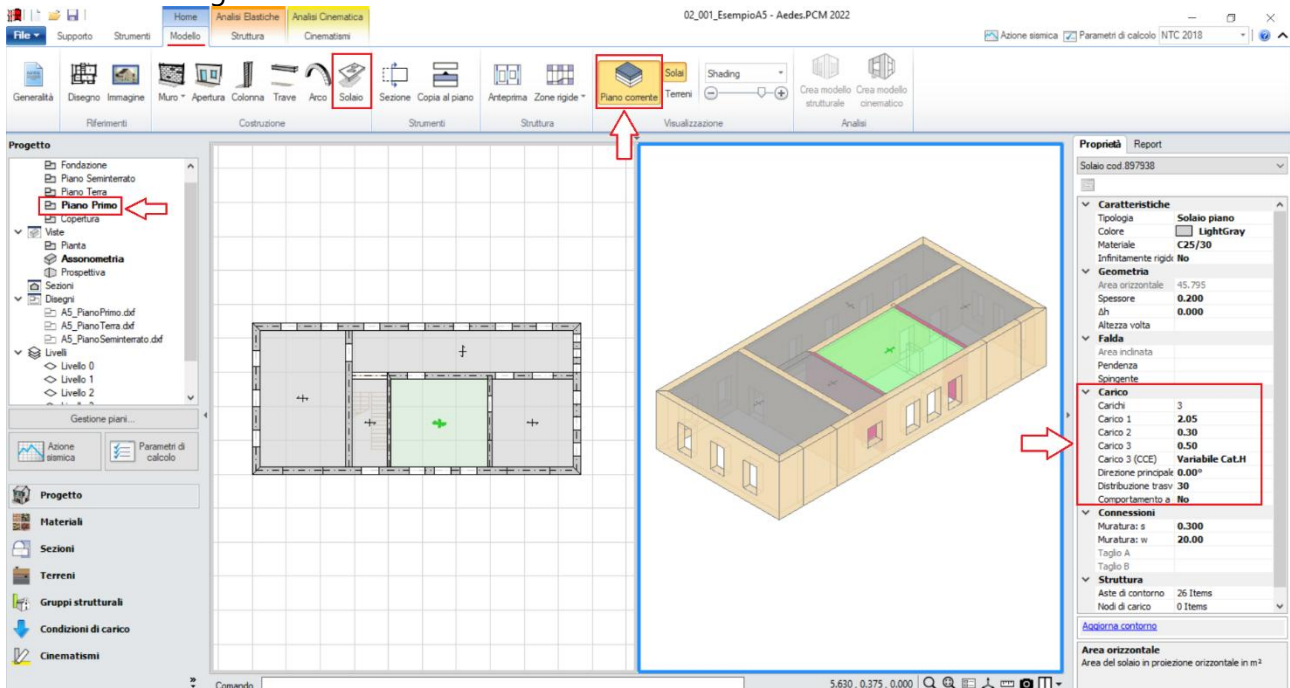 02_001_EsempioA5 - Aedes.PCM 2022
Home
Analisi Elastiche
Analisi Cinematica
File
Supporto
Strumenti
Modello
Struttura
Cinematismi
Azione sismica
Parametri di calcolo
NTC 2018
Generalità
Disegno
Immagine
Muro
Apertura
Colonna
Trave
Arco
Solaio
Sezione
Copia al piano
Anteprima
Zone rigide
Piano corrente
Solai
Terreni
Shading
Crea modello strutturale
Crea modello cinematico
Riferimenti
Costruzione
Strumenti
Struttura
Visualizzazione
Analisi
Progetto
Fondazione
Piano Seminterrato
Piano Terra
Piano Primo
Copertura
Viste
Pianta
Assonometria
Prospettiva
Sezioni
Disegni
A5_PianoPrimo.dxf
A5_PianoTerra.dxf
A5_PianoSeminterrato.dxf
Livelli
Livello 0
Livello 1
Livello 2
Gestione piani...
Azione sismica
Parametri di calcolo
Progetto
Materiali
Sezioni
Terreni
Gruppi strutturali
Condizioni di carico
Cinematismi
Comando
5.630 , 0.375 , 0.000
Proprietà
Report
Solaio cod.897938
Caratteristiche
Tipologia Solaio piano
Colore LightGray
Materiale C25/30
Infinitamente rigido No
Geometria
Area orizzontale 45.795
Spessore 0.200
Δh 0.000
Altezza volta
Falda
Area inclinata
Pendenza
Spingente
Carico
Carichi 3
Carico 1 2.05
Carico 2 0.30
Carico 3 0.50
Carico 3 (CCE) Variabile Cat.H
Direzione principale 0.00°
Distribuzione trasv 30
Comportamento a No
Connessioni
Muratura: s 0.300
Muratura: w 20.00
Taglio A
Taglio B
Struttura
Aste di contorno 26 Items
Nodi di carico 0 Items
Aggiorna contorno
Area orizzontale
Area del solaio in proiezione orizzontale in m²